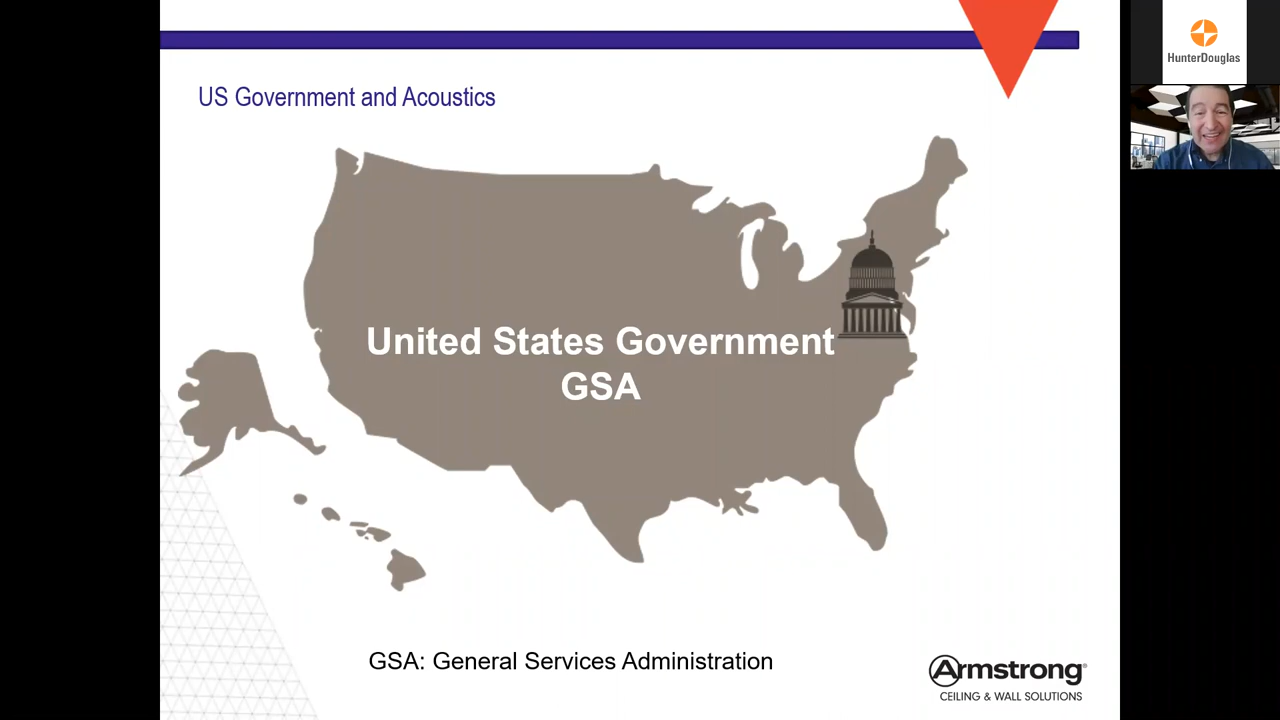 US Government and Acoustics
United States Government
GSA
GSA: General Services Administration
Armstrong®
CEILING & WALL SOLUTIONS
HunterDouglas